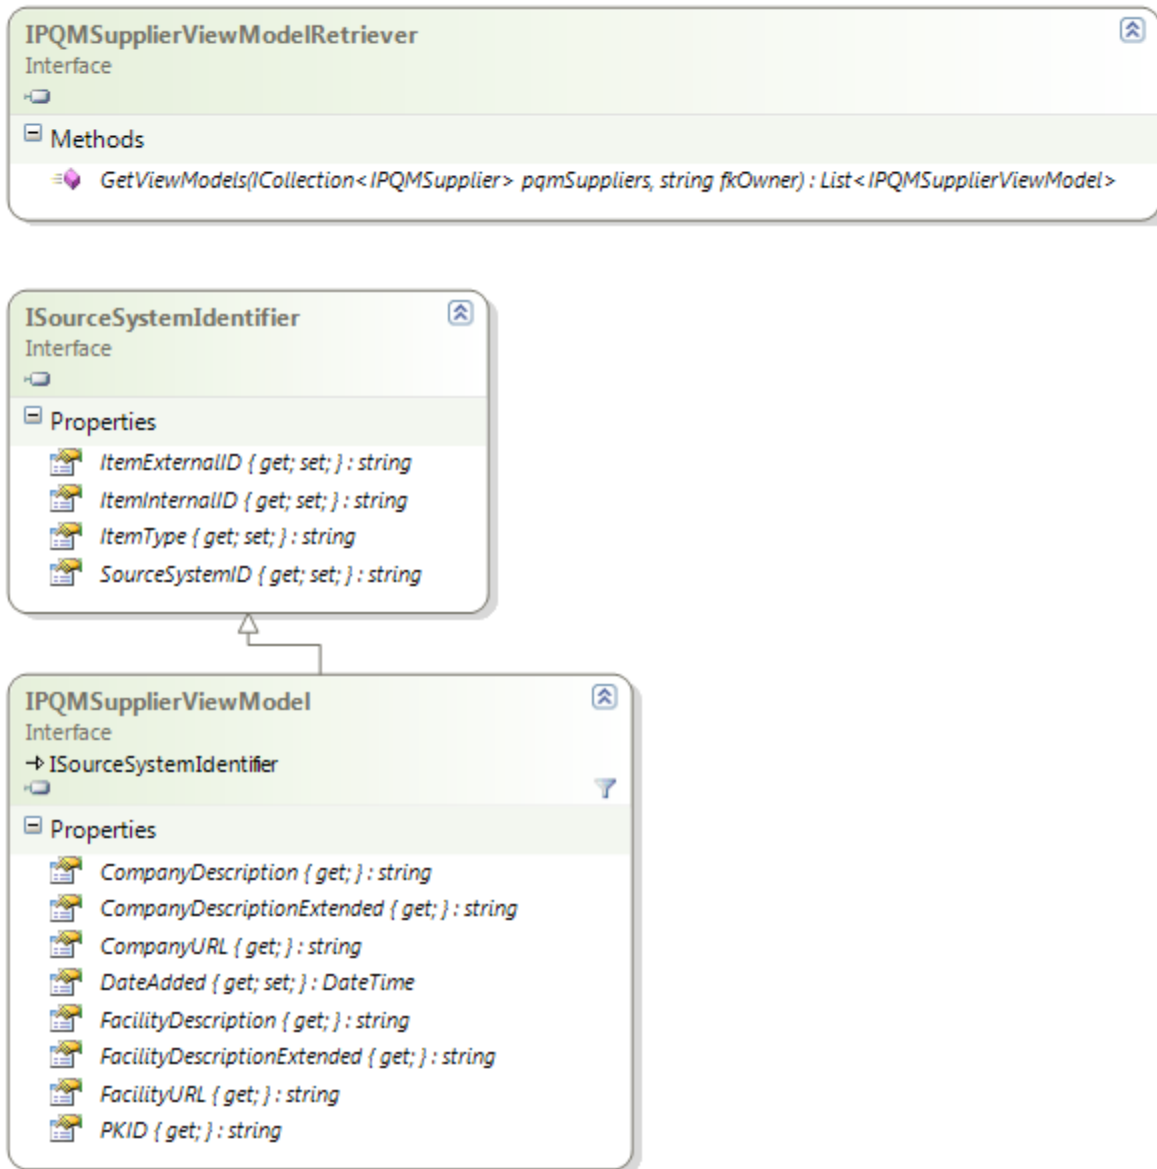 IPQMSupplierViewModelRetriever
Interface
Methods
GetViewModels(ICollection<IPQMSupplier> pqmSuppliers, string fkOwner) : List<IPQMSupplierViewModel>
ISourceSystemIdentifier
Interface
Properties
ItemExternalID { get; set; } : string
ItemInternalID { get; set; } : string
ItemType { get; set; } : string
SourceSystemID { get; set; } : string
IPQMSupplierViewModel
Interface
ISourceSystemIdentifier
Properties
CompanyDescription { get; } : string
CompanyDescriptionExtended { get; } : string
CompanyURL { get; } : string
DateAdded { get; set; } : DateTime
FacilityDescription { get; } : string
FacilityDescriptionExtended { get; } : string
FacilityURL { get; } : string
PKID { get; } : string